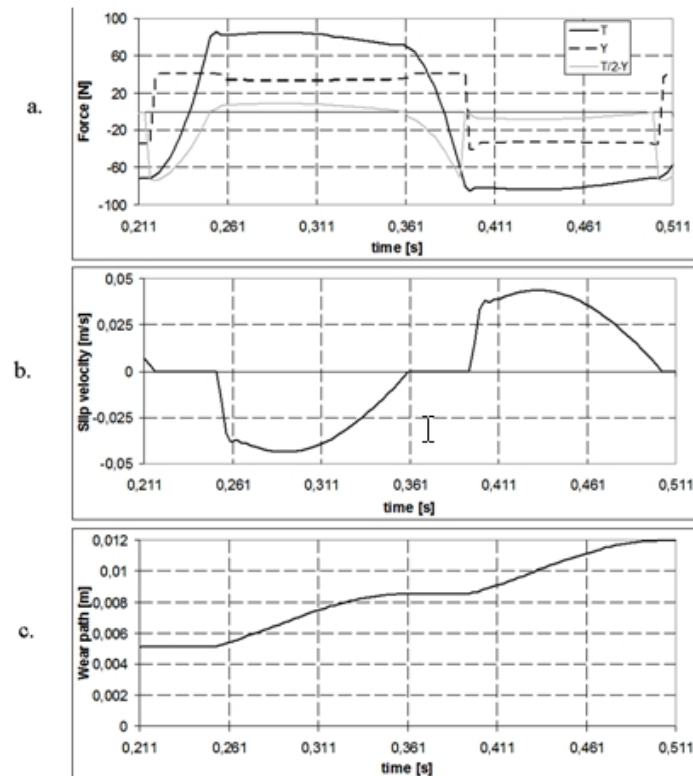 a.
Force [N]
100
60
20
-20
-60
-100
T
Y
T/2-Y
0,211 0,261 0,311 0,361 0,411 0,461 0,511
time [s]
b.
Slip velocity [m/s]
0,05
0,025
0
-0,025
-0,05
0,211 0,261 0,311 0,361 0,411 0,461 0,511
time [s]
c.
Wear path [m]
0,012
0,01
0,008
0,006
0,004
0,002
0
0,211 0,261 0,311 0,361 0,411 0,461 0,511
time [s]